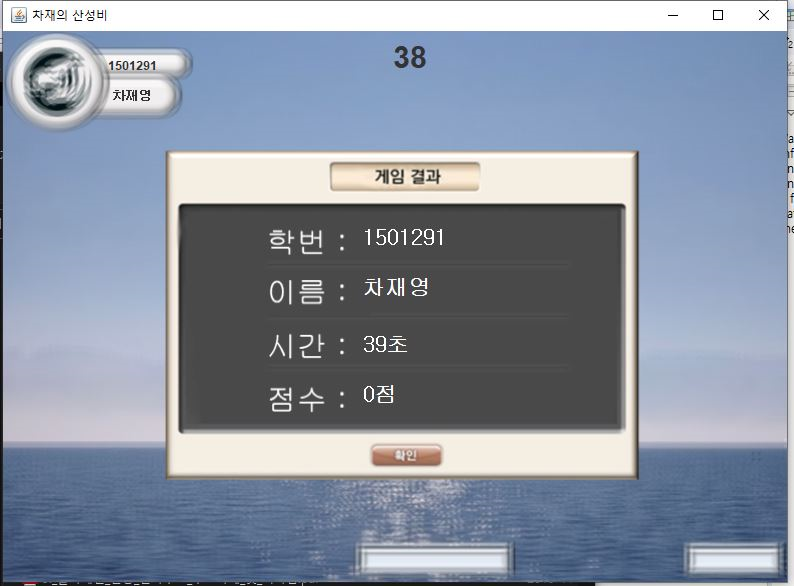 차재의 산성비
38
1501291
차재영
게임 결과
학번 : 1501291
이름 : 차재영
시간 : 39초
점수 : 0점
확인